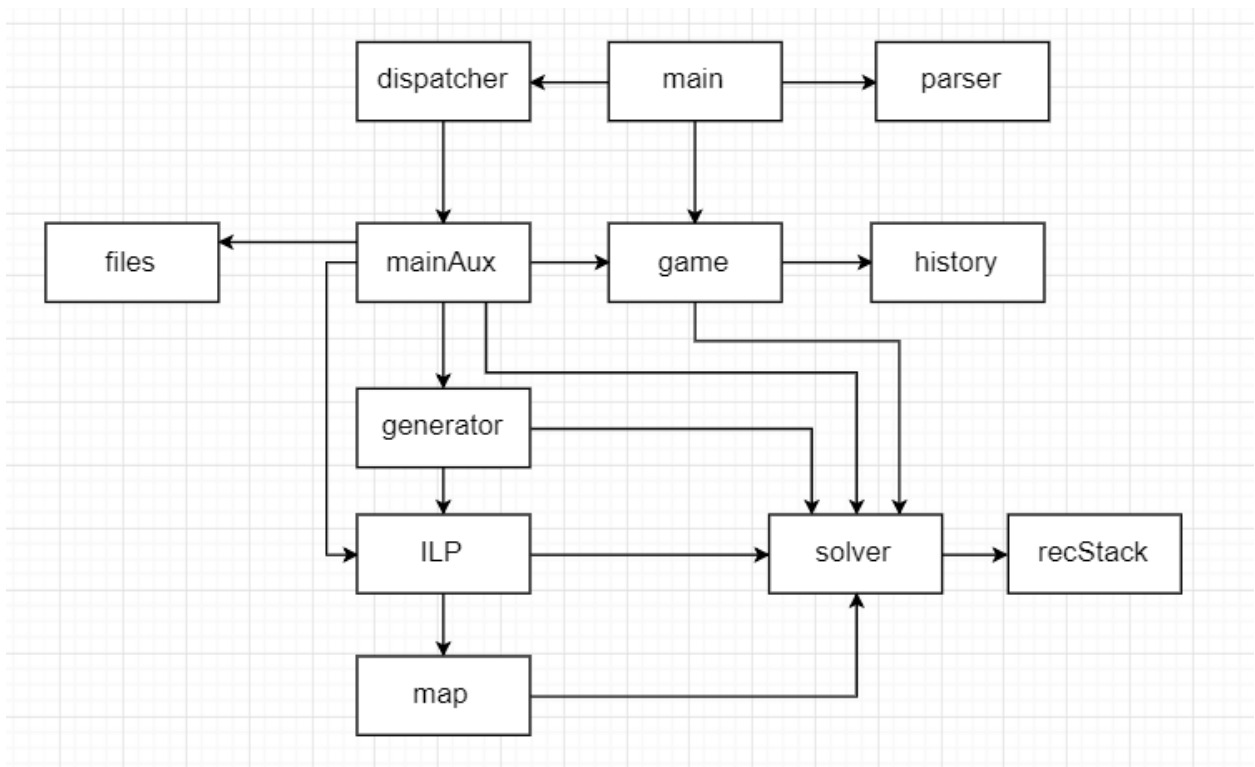 dispatcher
main
parser
files
mainAux
game
history
generator
ILP
solver
recStack
map